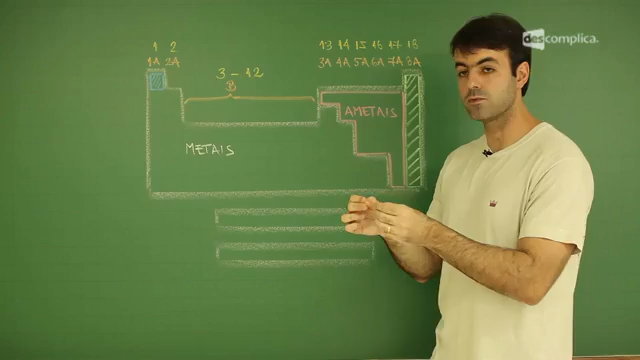 descomplica.
1 2 13 14 15 16 17 18
1A 2A 3A 4A 5A 6A 7A 8A
3 - 12
B
AMETAIS
METAIS